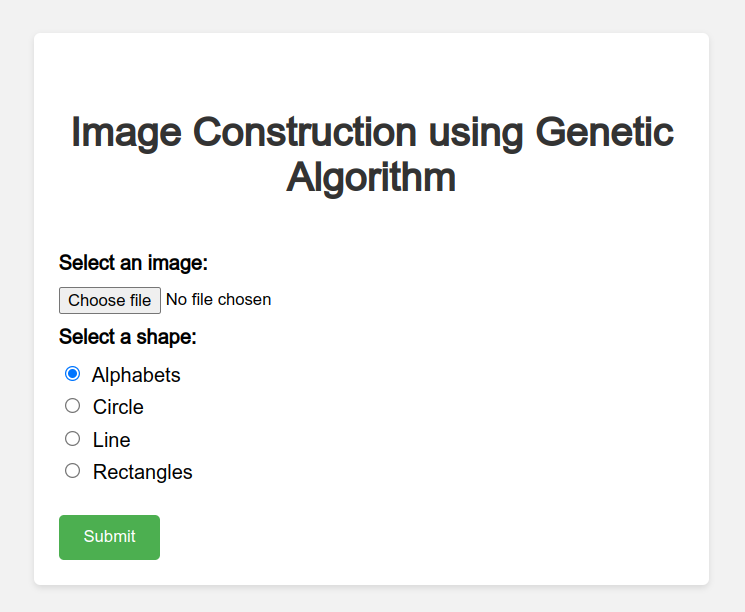 Image Construction using Genetic
Algorithm
Select an image:
Choose file No file chosen
Select a shape:
Alphabets
Circle
Line
Rectangles
Submit